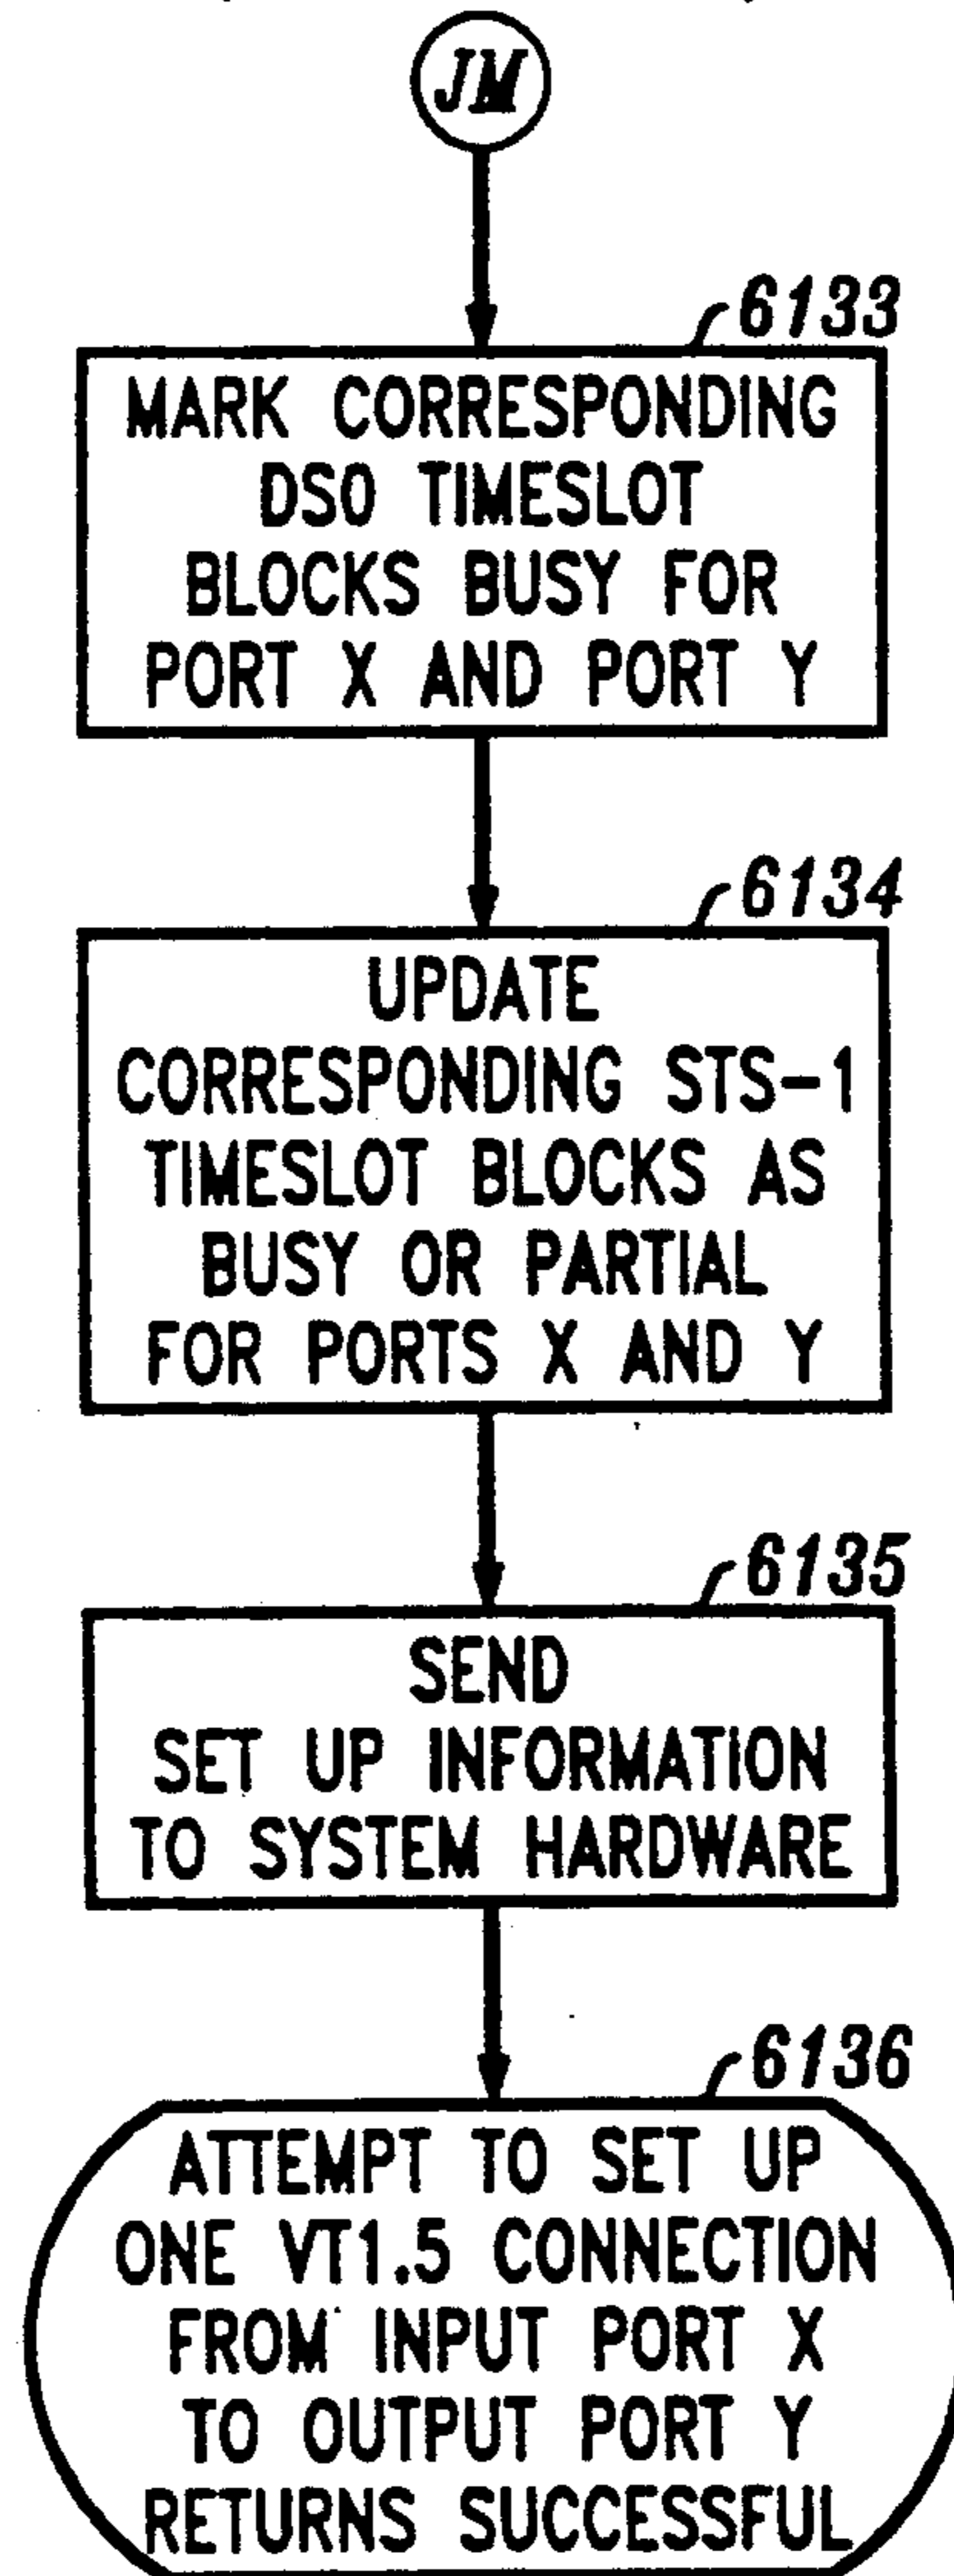 JM
6133
MARK CORRESPONDING
DS0 TIMESLOT
BLOCKS BUSY FOR
PORT X AND PORT Y
6134
UPDATE
CORRESPONDING STS-1
TIMESLOT BLOCKS AS
BUSY OR PARTIAL
FOR PORTS X AND Y
6135
SEND
SET UP INFORMATION
TO SYSTEM HARDWARE
6136
ATTEMPT TO SET UP
ONE VT1.5 CONNECTION
FROM INPUT PORT X
TO OUTPUT PORT Y
RETURNS SUCCESSFUL